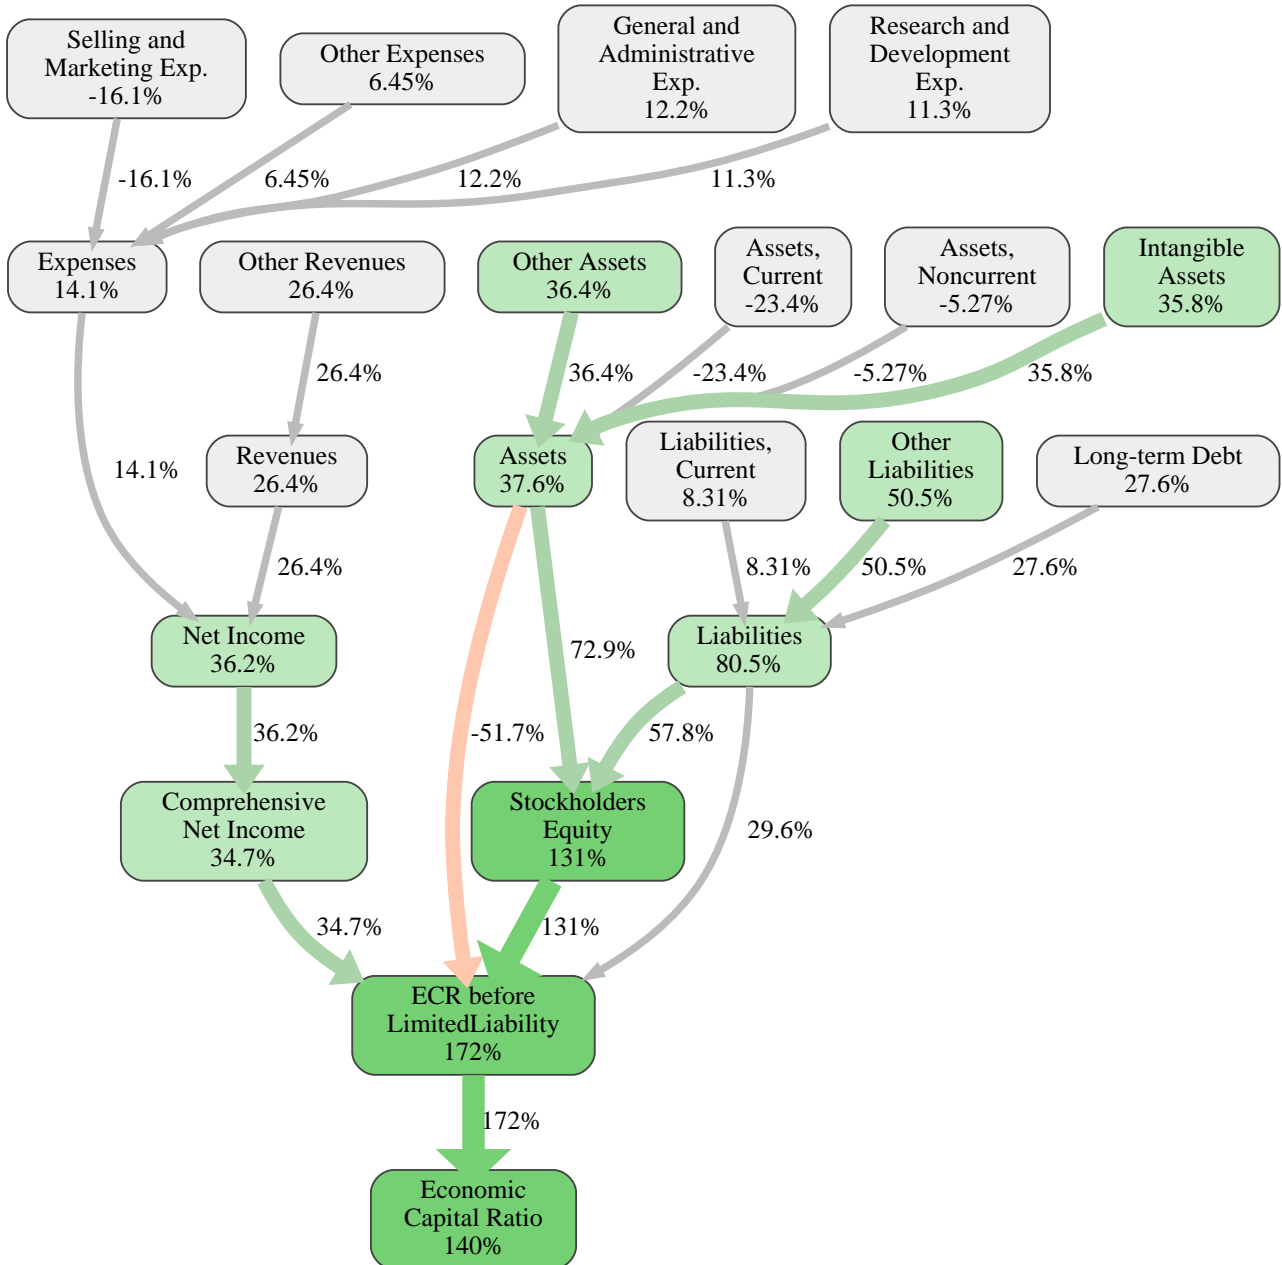 Selling and
Marketing Exp.
-16.1%
Other Expenses
6.45%
General and
Administrative
Exp.
12.2%
Research and
Development
Exp.
11.3%
-16.1%
6.45%
12.2%
11.3%
Expenses
14.1%
Other Revenues
26.4%
Other Assets
36.4%
Assets,
Current
-23.4%
Assets,
Noncurrent
-5.27%
Intangible
Assets
35.8%
26.4%
36.4%
-23.4%
-5.27%
35.8%
14.1%
Revenues
26.4%
Assets
37.6%
Liabilities,
Current
8.31%
Other
Liabilities
50.5%
Long-term Debt
27.6%
26.4%
8.31%
50.5%
27.6%
Net Income
36.2%
72.9%
Liabilities
80.5%
36.2%
-51.7%
57.8%
Comprehensive
Net Income
34.7%
Stockholders
Equity
131%
29.6%
34.7%
131%
ECR before
LimitedLiability
172%
172%
Economic
Capital Ratio
140%